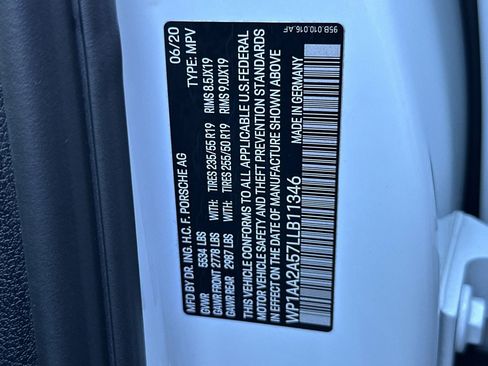 95B.010.016.AF
MFD BY DR. ING. H.C. F. PORSCHE AG 06/20
GVWR 5534 LBS TYPE: MPV
GAWR FRONT 2778 LBS WITH: TIRES 235/55 R19 RIMS 8.5JX19
GAWR REAR 2987 LBS WITH: TIRES 255/50 R19 RIMS 9.0JX19
CONFORMS TO ALL APPLICABLE U.S. FEDERAL
MOTOR VEHICLE SAFETY AND THEFT PREVENTION STANDARDS
IN EFFECT ON THE DATE OF MANUFACTURE SHOWN ABOVE.
WP1AA2A57LLB11346 MADE IN GERMANY